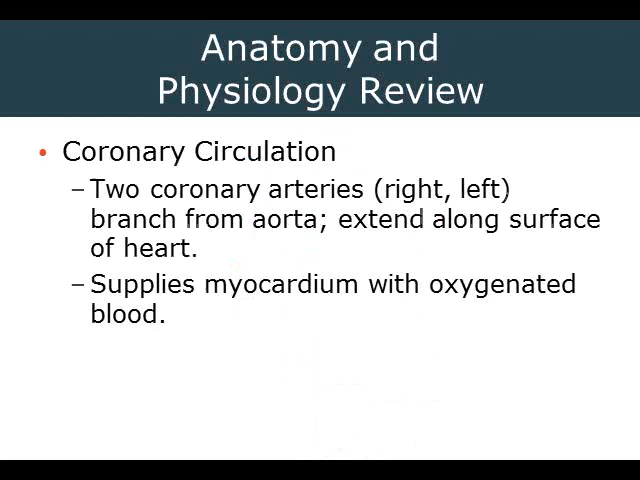 Anatomy and
Physiology Review
• Coronary Circulation
– Two coronary arteries (right, left)
branch from aorta; extend along surface
of heart.
– Supplies myocardium with oxygenated
blood.